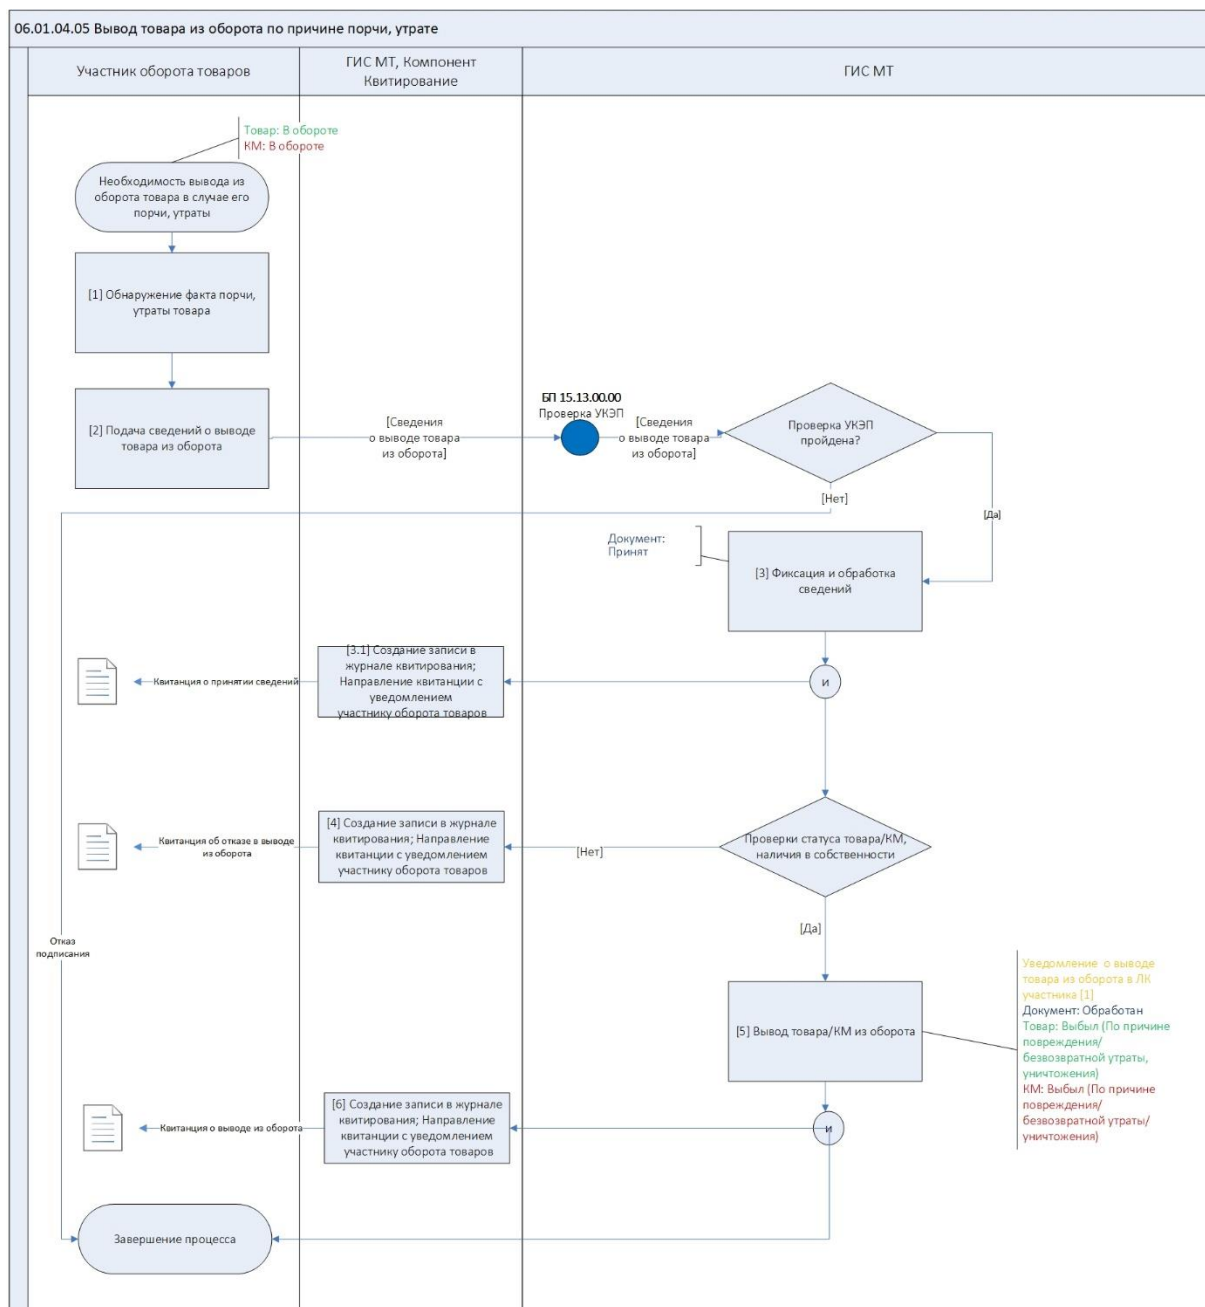 06.01.04.05 Вывод товара из оборота по причине порчи, утрате
Участник оборота товаров
ГИС МТ, Компонент
Квитирование
ГИС МТ
Товар: В обороте
КМ: В обороте
Необходимость вывода из
оборота товара в случае его
порчи, утраты
[1] Обнаружение факта порчи,
утраты товара
[2] Подача сведений о выводе
товара из оборота
[Сведения
о выводе товара
из оборота]
БП 15.13.00.00
Проверка УКЭП
[Сведения
о выводе товара
из оборота]
Проверка УКЭП
пройдена?
[Нет]
[Да]
Документ:
Принят
[3] Фиксация и обработка
сведений
[3.1] Создание записи в
журнале квитирования;
Направление квитанции с
уведомлением
участнику оборота товаров
Квитанция о принятии сведений
и
Проверки статуса товара/КМ,
наличия в собственности
[Нет]
[4] Создание записи в журнале
квитирования; Направление
квитанции с уведомлением
участнику оборота товаров
Квитанция об отказе в выводе
из оборота
[Да]
Отказ
подписания
[5] Вывод товара/КМ из оборота
Уведомление о выводе
товара из оборота в ЛК
участника [1]
Документ: Обработан
Товар: Выбыл (По причине
повреждения/
безвозвратной утраты,
уничтожения)
КМ: Выбыл (По причине
повреждения/
безвозвратной утраты/
уничтожения)
[6] Создание записи в журнале
квитирования; Направление
квитанции с уведомлением
участнику оборота товаров
Квитанция о выводе из оборота
и
Завершение процесса